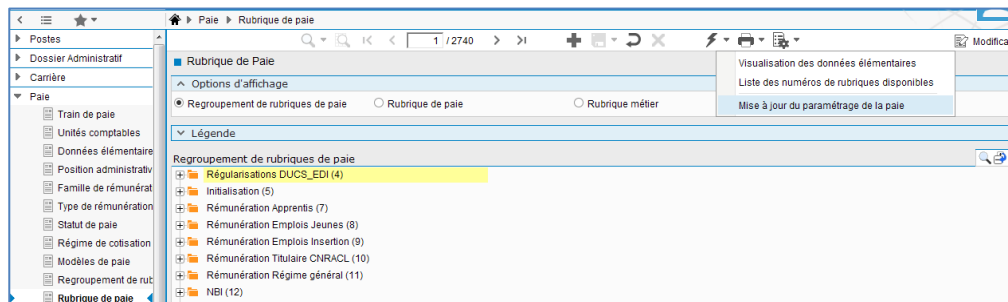 Paie Rubrique de paie
Postes
1 /2740
Modifica
Dossier Administratif
Rubrique de Paie
Visualisation des données élémentaires
Carrière
Options d'affichage
Liste des numéros de rubriques disponibles
Paie
Regroupement de rubriques de paie Rubrique de paie Rubrique métier
Mise à jour du paramétrage de la paie
Train de paie
Unités comptables
Légende
Données élémentaire
Position administrativ
Regroupement de rubriques de paie
Famille de rémunérat
Régularisations DUCS_EDI (4)
Type de rémunération
Initialisation (5)
Statut de paie
Rémunération Apprentis (7)
Régime de cotisation
Rémunération Emplois Jeunes (8)
Modèles de paie
Rémunération Emplois Insertion (9)
Regroupement de rub
Rémunération Titulaire CNRACL (10)
Rubrique de paie
Rémunération Régime général (11)
NBI (12)